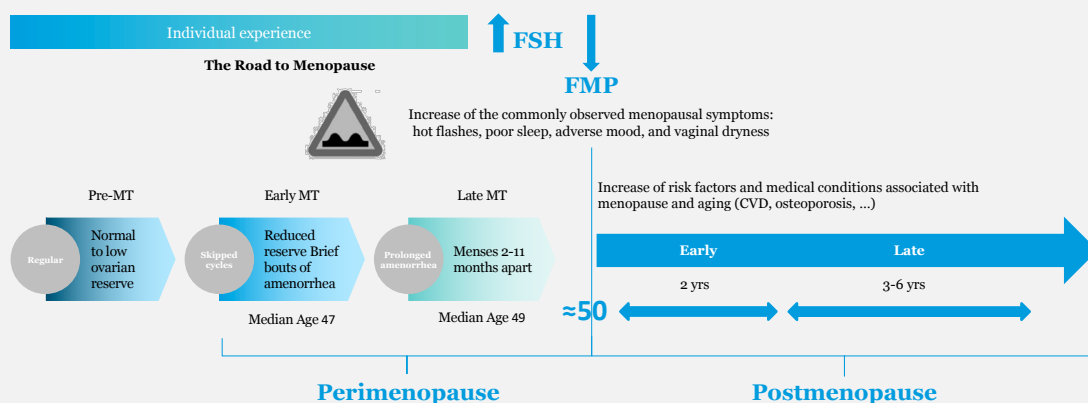 Individual experience
FSH
The Road to Menopause
FMP
Increase of the commonly observed menopausal symptoms:
hot flashes, poor sleep, adverse mood, and vaginal dryness
Pre-MT
Early MT
Late MT
Increase of risk factors and medical conditions associated with
menopause and aging (CVD, osteoporosis, ...)
Regular
Normal
to low
ovarian
reserve
Skipped
cycles
Reduced
reserve Brief
bouts of
amenorrhea
Prolonged
amenorrhea
Menses 2-11
months apart
Early
Late
2 yrs
3-6 yrs
Median Age 47
Median Age 49
≈50
Perimenopause
Postmenopause